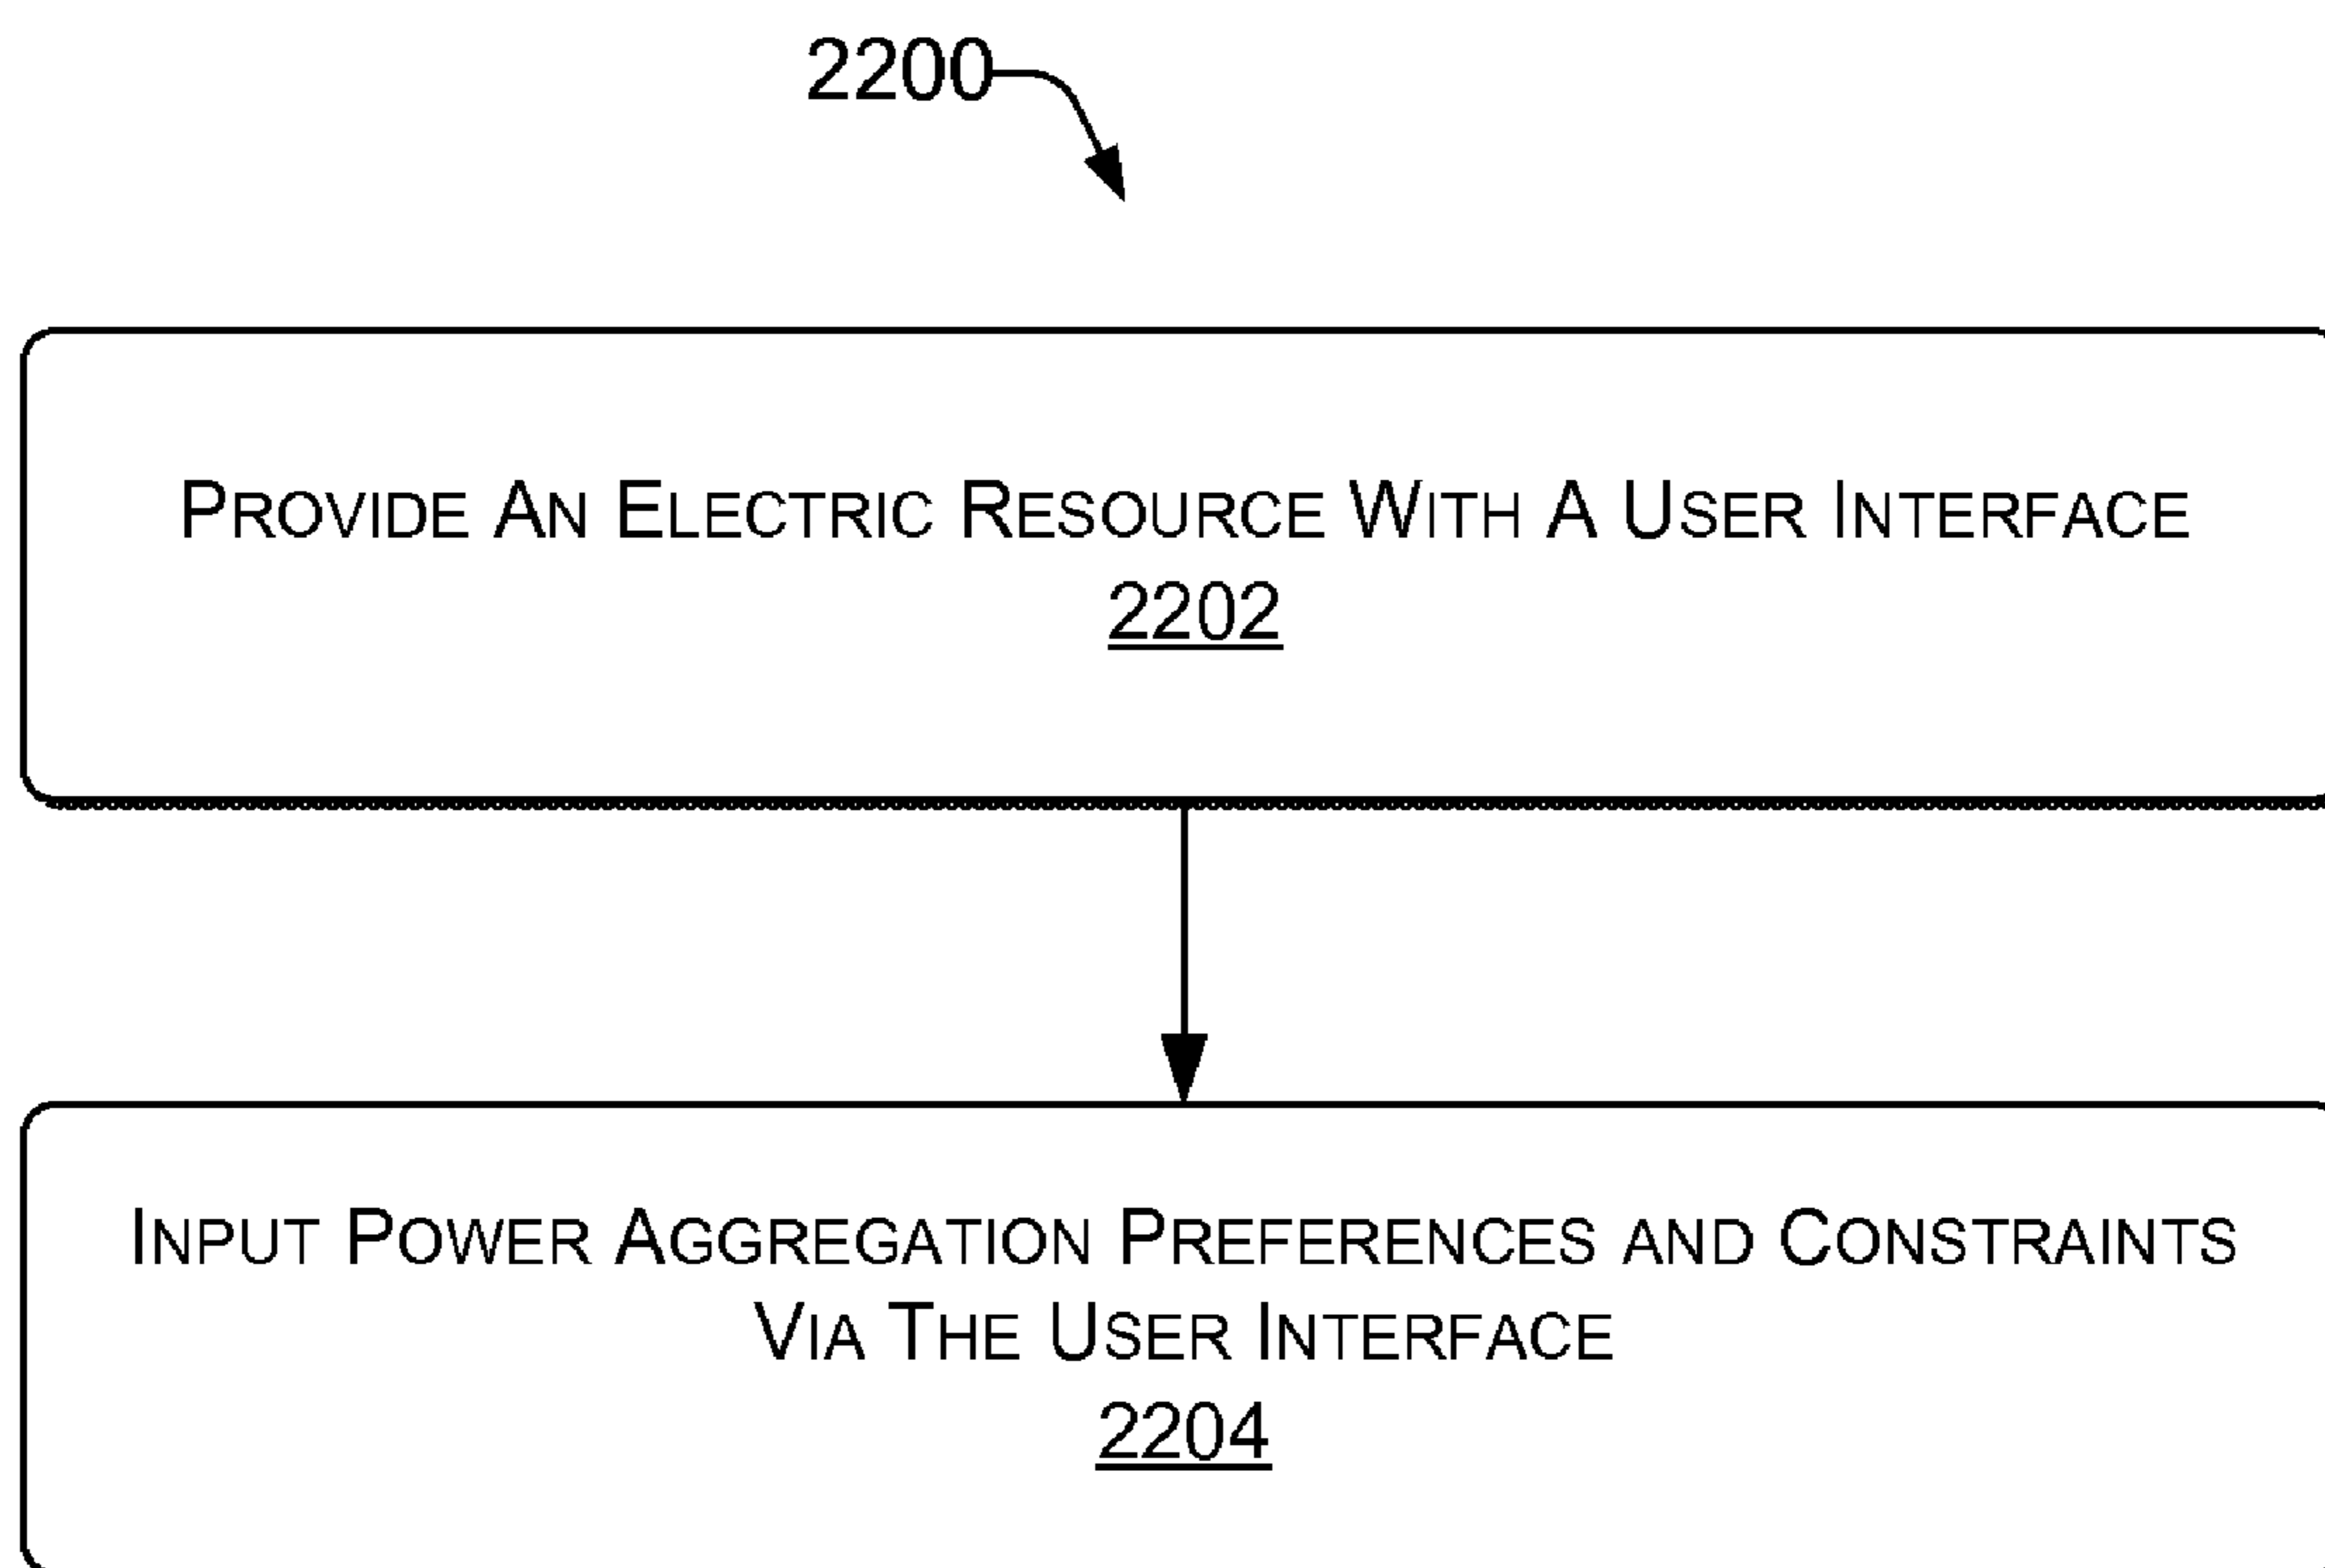 2200
PROVIDE AN ELECTRIC RESOURCE WITH A USER INTERFACE
2202
INPUT POWER AGGREGATION PREFERENCES AND CONSTRAINTS
VIA THE USER INTERFACE
2204